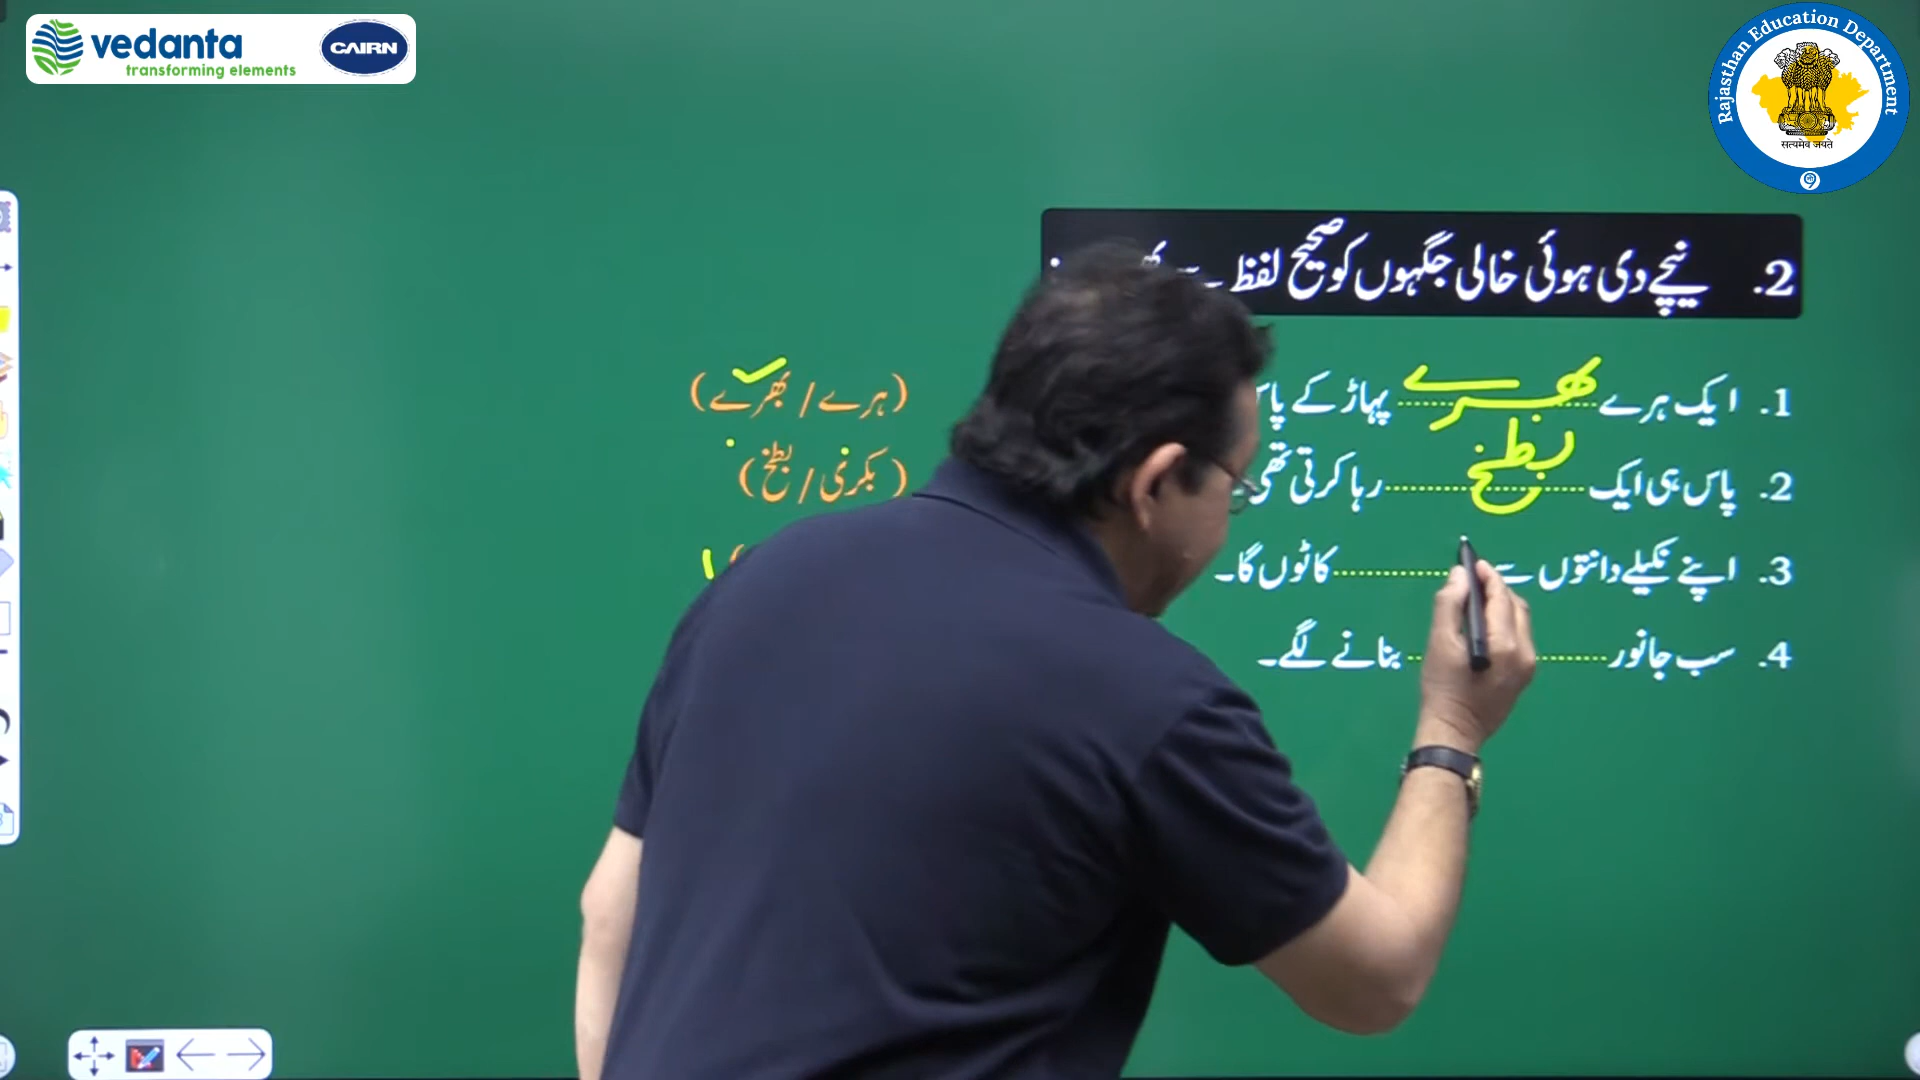 vedanta
transforming elements
CAIRN
Rajasthan Education Department
सत्यमेव जयते
2. نیچے دی ہوئی خالی جگہوں کو صحیح لفظ
1. ایک ہرے بھرے پہاڑ کے پاس (ہرے / بھرے)
2. پاس ہی ایک بطخ رہا کرتی تھی (بکری / بطخ)
3. اپنے نکیلے دانتوں سے کاٹوں گا۔
4. سب جانور بنانے لگے۔